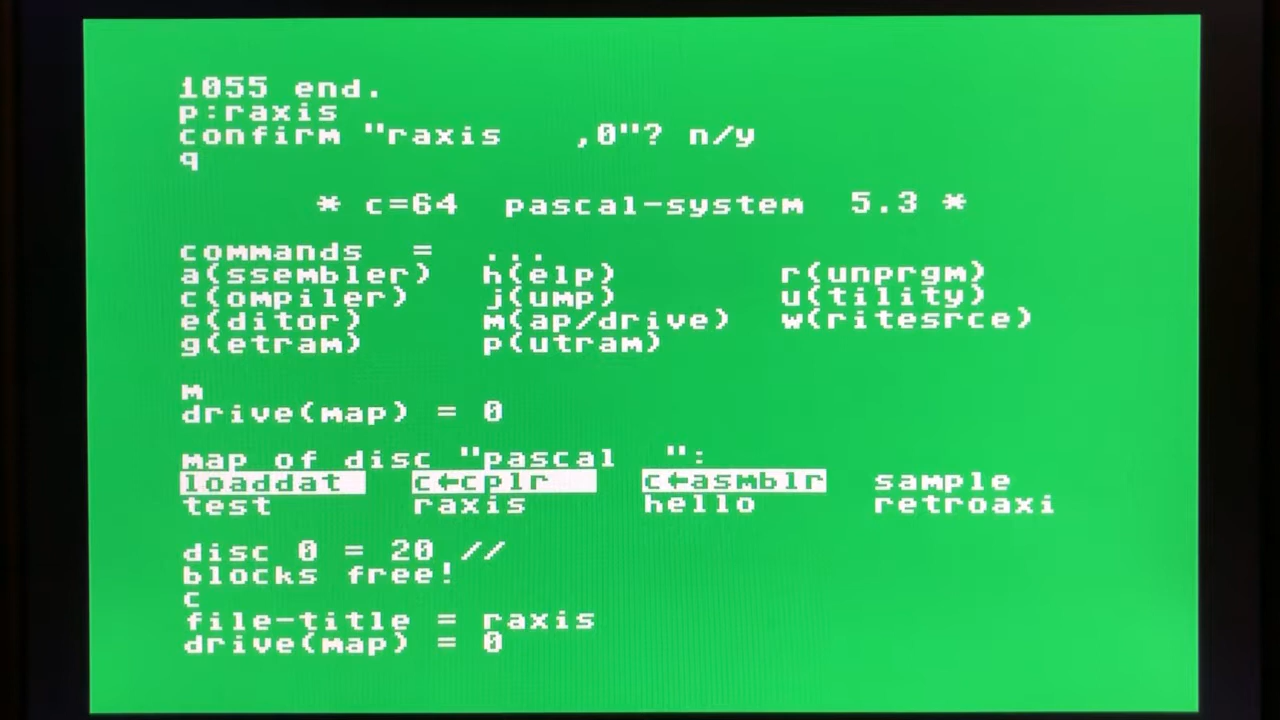 1055 end.
p:raxis
confirm "raxis   ,0"? n/y
q
* c=64  pascal-system  5.3 *
commands  =  ...
a(ssembler)  h(elp)  r(unprgm)
c(ompiler)  j(ump)  u(tility)
e(ditor)  m(ap/drive)  w(ritesrce)
g(etram)  p(utram)
m
drive(map) = 0
map of disc "pascal  ":
loaddat  c←cplr  c←asmblr  sample
test  raxis  hello  retroaxi
disc 0 = 20 //
blocks free!
c
file-title = raxis
drive(map) = 0